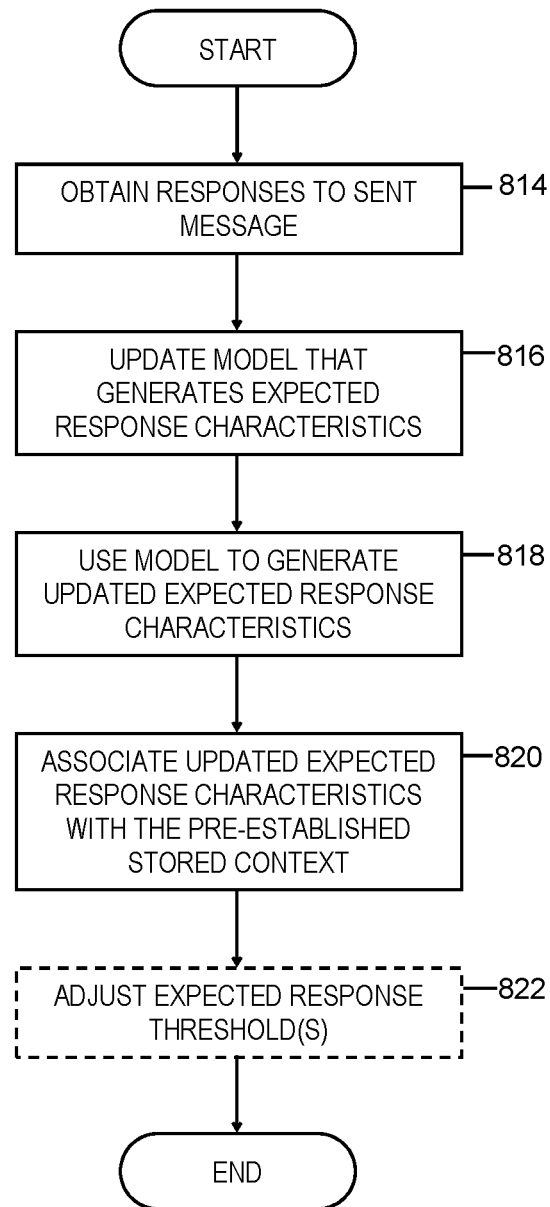 START
OBTAIN RESPONSES TO SENT
MESSAGE
814
UPDATE MODEL THAT
GENERATES EXPECTED
RESPONSE CHARACTERISTICS
816
USE MODEL TO GENERATE
UPDATED EXPECTED RESPONSE
CHARACTERISTICS
818
ASSOCIATE UPDATED EXPECTED
RESPONSE CHARACTERISTICS
WITH THE PRE-ESTABLISHED
STORED CONTEXT
820
ADJUST EXPECTED RESPONSE
THRESHOLD(S)
822
END